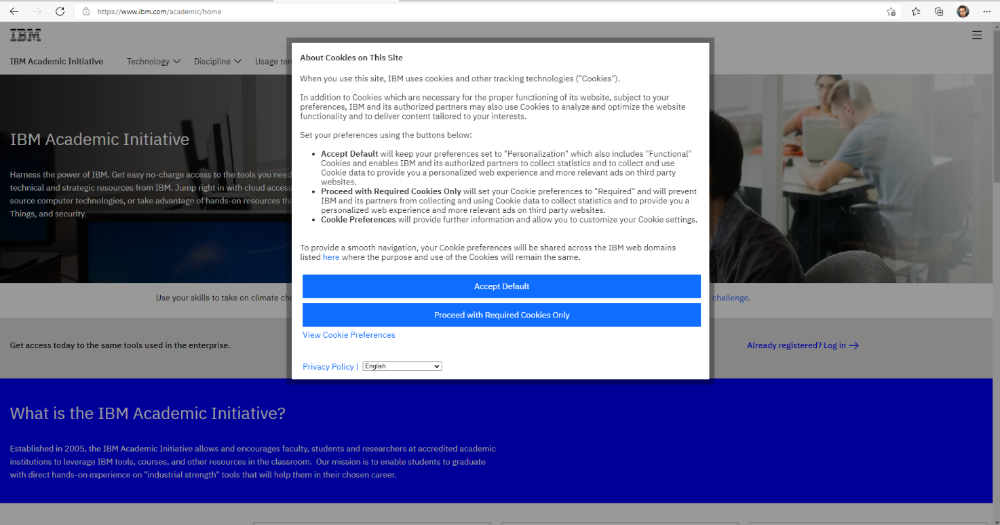 https://www.ibm.com/academic/home
IBM
IBM Academic Initiative Technology Discipline Usage
IBM Academic Initiative
Harness the power of IBM. Get easy no-charge access to the tools you need
technical and strategic resources from IBM. Jump right in with cloud access
source computer technologies, or take advantage of hands-on resources
Things, and security.
About Cookies on This Site
When you use this site, IBM uses cookies and other tracking technologies ("Cookies").
In addition to Cookies which are necessary for the proper functioning of its website, subject to your
preferences, IBM and its authorized partners may also use Cookies to analyze and optimize the website
functionality and to deliver content tailored to your interests.
Set your preferences using the buttons below:
• Accept Default will keep your preferences set to "Personalization" which also includes "Functional"
Cookies and enables IBM and its authorized partners to collect statistics and to collect and use
Cookie data to provide you a personalized web experience and more relevant ads on third party
websites.
• Proceed with Required Cookies Only will set your Cookie preferences to "Required" and will prevent
IBM and its partners from collecting and using Cookie data to collect statistics and to provide you a
personalized web experience and more relevant ads on third party websites.
• Cookie Preferences will provide further information and allow you to customize your Cookie settings.
To provide a smooth navigation, your Cookie preferences will be shared across the IBM web domains
listed here where the purpose and use of the Cookies will remain the same.
Accept Default
Proceed with Required Cookies Only
View Cookie Preferences
Privacy Policy | English
Use your skills to take on climate
challenge.
Get access today to the same tools used in the enterprise.
Already registered? Log in →
What is the IBM Academic Initiative?
Established in 2005, the IBM Academic Initiative allows and encourages faculty, students and researchers at accredited academic
institutions to leverage IBM tools, courses, and other resources in the classroom. Our mission is to enable students to graduate
with direct hands-on experience on "industrial strength" tools that will help them in their chosen career.